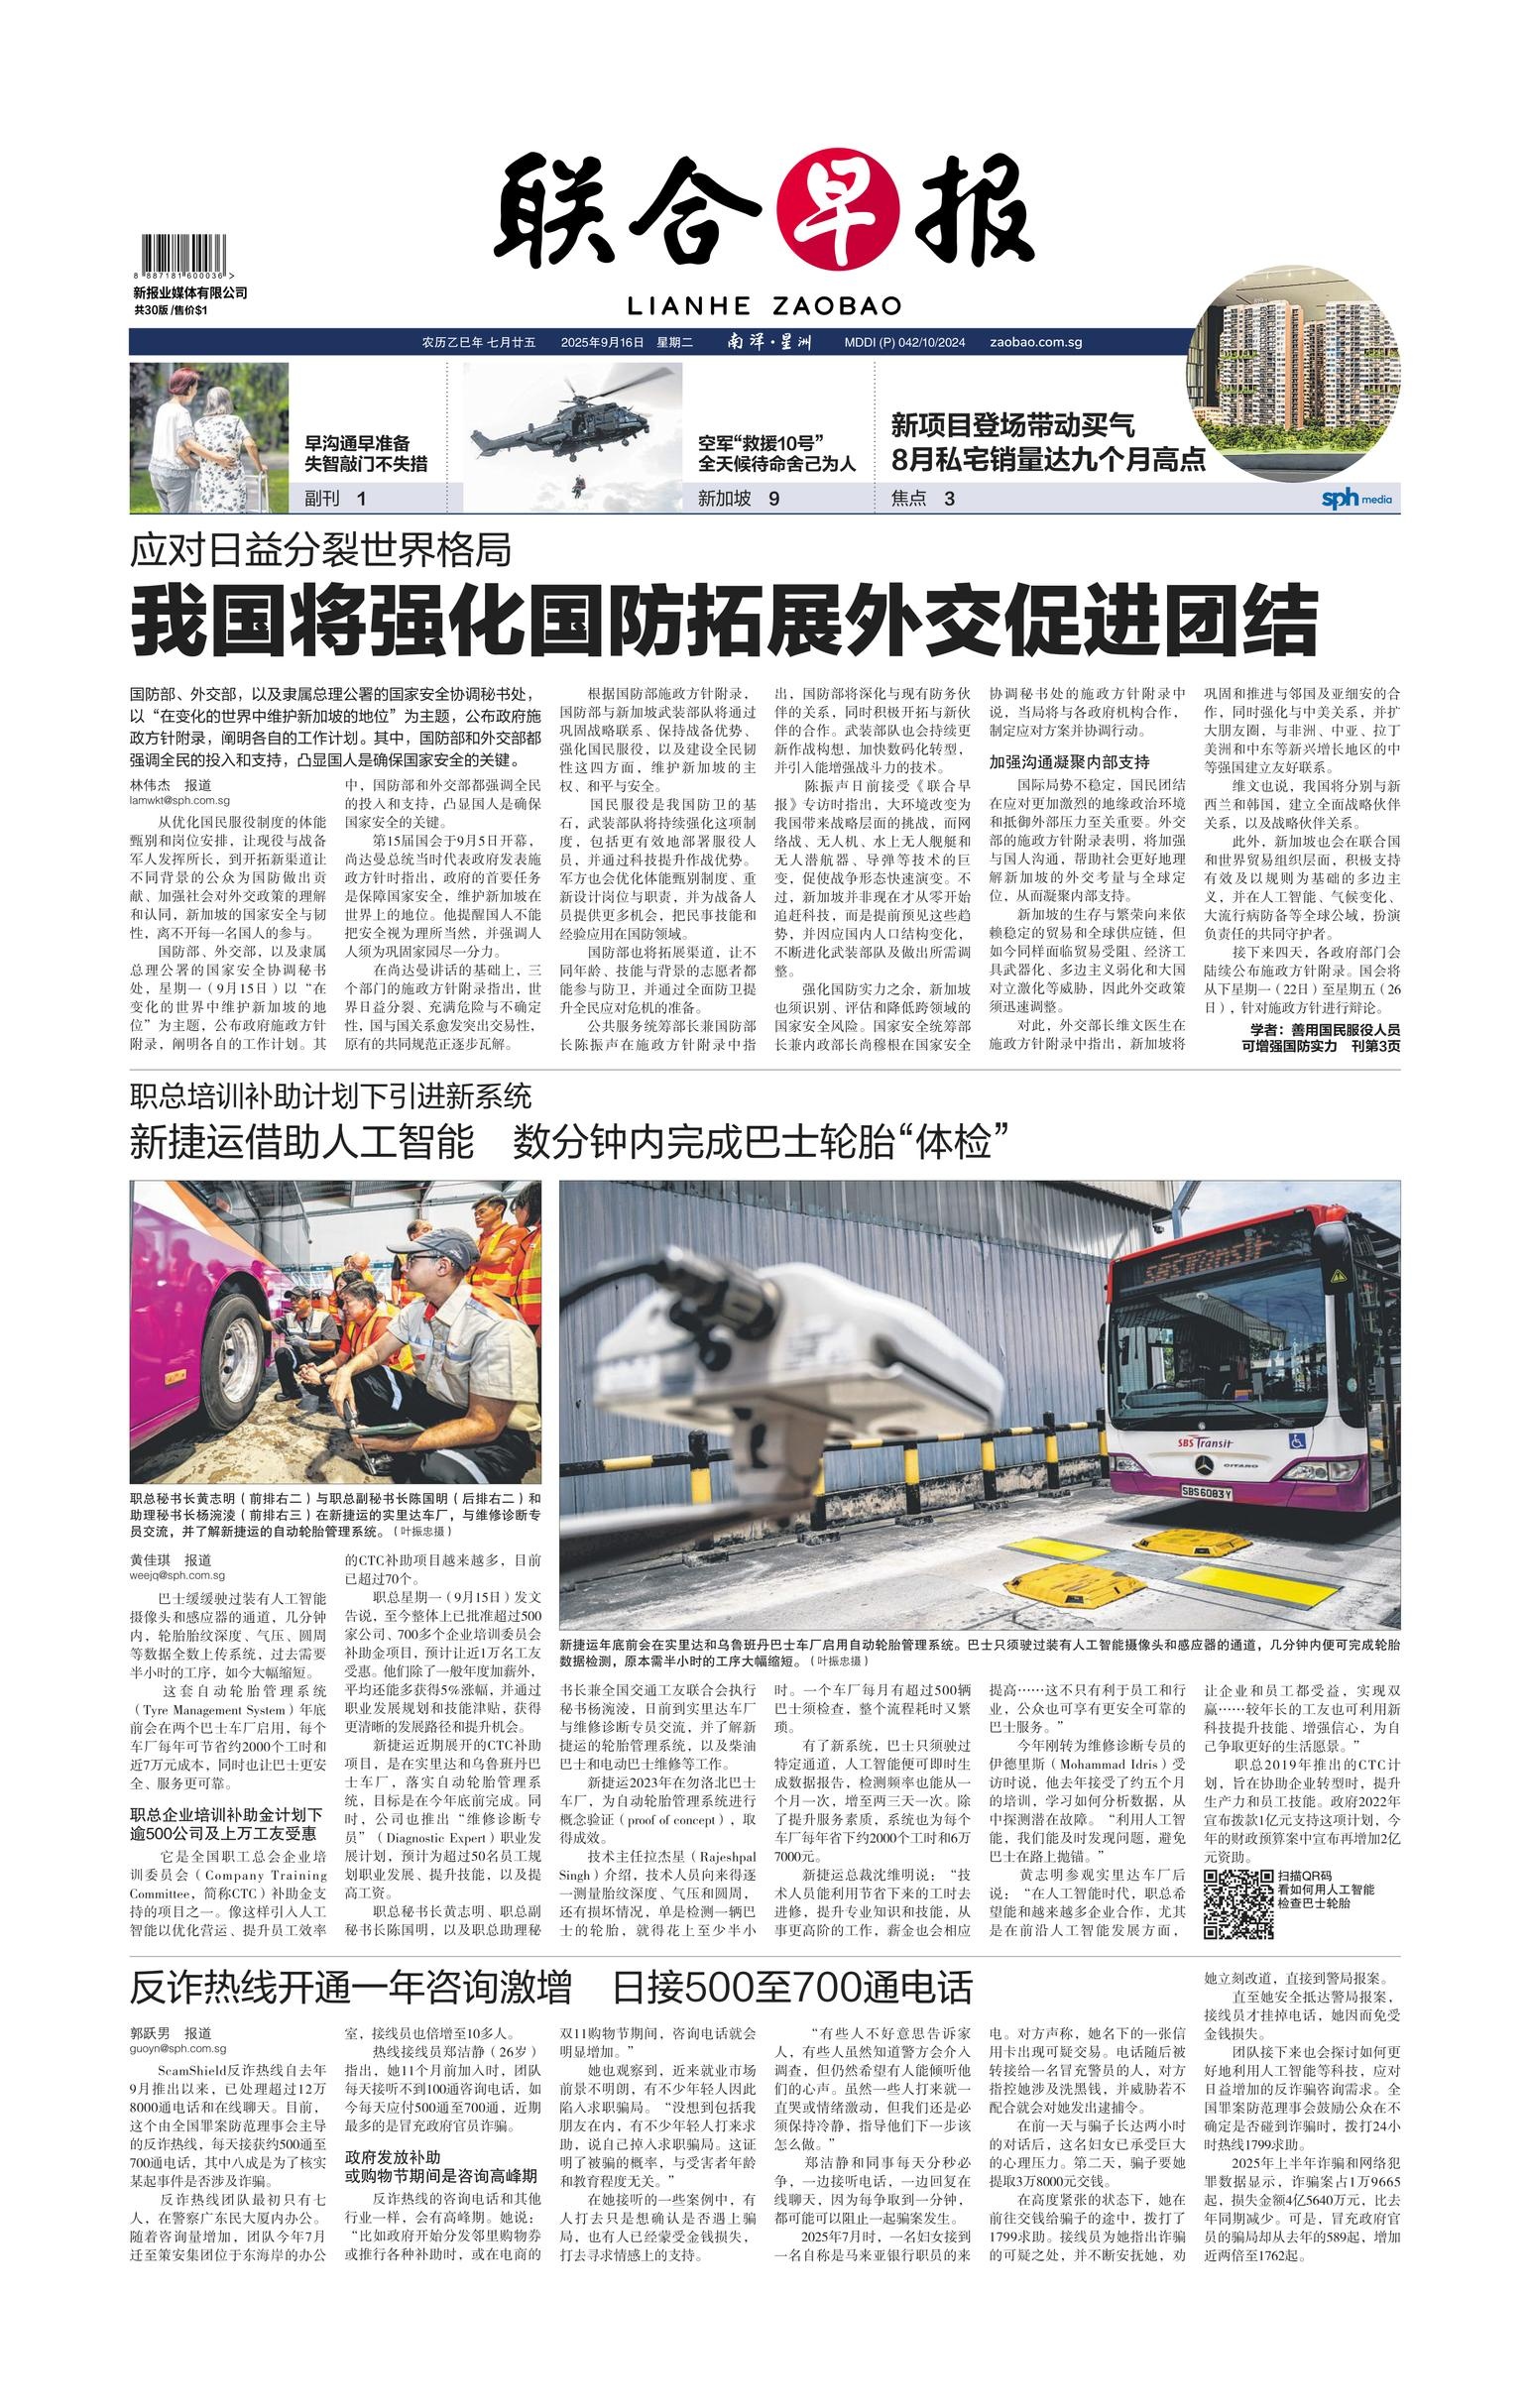 联合早报
LIANHE ZAOBAO
8 887181 600036 >
新报业媒体有限公司
共30版 /售价$1
农历乙巳年 七月廿五 2025年9月16日 星期二 南洋·星洲 MDDI (P) 042/10/2024 zaobao.com.sg
早沟通早准备
失智敲门不失措
副刊 1
空军“救援10号”
全天候待命舍己为人
新加坡 9
新项目登场带动买气
8月私宅销量达九个月高点
焦点 3
sph media
应对日益分裂世界格局
我国将强化国防拓展外交促进团结
国防部、外交部，以及隶属总理公署的国家安全协调秘书处，
以“在变化的世界中维护新加坡的地位”为主题，公布政府施
政方针附录，阐明各自的工作计划。其中，国防部和外交部都
强调全民的投入和支持，凸显国人是确保国家安全的关键。
林伟杰 报道
lamwkt@sph.com.sg
从优化国民服役制度的体能
甄别和岗位安排，让现役与战备
军人发挥所长，到开拓新渠道让
不同背景的公众为国防做出贡
献、加强社会对外交政策的理解
和认同，新加坡的国家安全与韧
性，离不开每一名国人的参与。
国防部、外交部，以及隶属
总理公署的国家安全协调秘书
处，星期一（9月15日）以“在
变化的世界中维护新加坡的地
位”为主题，公布政府施政方针
附录，阐明各自的工作计划。其
中，国防部和外交部都强调全民
的投入和支持，凸显国人是确保
国家安全的关键。
第15届国会于9月5日开幕，
尚达曼总统当时代表政府发表施
政方针时指出，政府的首要任务
是保障国家安全，维护新加坡在
世界上的地位。他提醒国人不能
把安全视为理所当然，并强调人
人须为巩固家园尽一分力。
在尚达曼讲话的基础上，三
个部门的施政方针附录指出，世
界日益分裂、充满危险与不确定
性，国与国关系愈发突出交易性，
原有的共同规范正逐步瓦解。
根据国防部施政方针附录，
国防部与新加坡武装部队将通过
巩固战略联系、保持战备优势、
强化国民服役，以及建设全民韧
性这四方面，维护新加坡的主
权、和平与安全。
国民服役是我国防卫的基
石，武装部队将持续强化这项制
度，包括更有效地部署服役人
员，并通过科技提升作战优势。
军方也会优化体能甄别制度、重
新设计岗位与职责，并为战备人
员提供更多机会，把民事技能和
经验应用在国防领域。
国防部也将拓展渠道，让不
同年龄、技能与背景的志愿者都
能参与防卫，并通过全面防卫提
升全民应对危机的准备。
公共服务统筹部长兼国防部
长陈振声在施政方针附录中指
出，国防部将深化与现有防务伙
伴的关系，同时积极开拓与新伙
伴的合作。武装部队也会持续更
新作战构想，加快数码化转型，
并引入能增强战斗力的技术。
陈振声日前接受《联合早
报》专访时指出，大环境改变为
我国带来战略层面的挑战，而网
络战、无人机、水上无人舰艇和
无人潜航器、导弹等技术的巨
变，促使战争形态快速演变。不
过，新加坡并非现在才从零开始
追赶科技，而是提前预见这些趋
势，并因应国内人口结构变化，
不断进化武装部队及做出所需调
整。
强化国防实力之余，新加坡
也须识别、评估和降低跨领域的
国家安全风险。国家安全统筹部
长兼内政部长尚穆根在国家安全
协调秘书处的施政方针附录中
说，当局将与各政府机构合作，
制定应对方案并协调行动。
加强沟通凝聚内部支持
国际局势不稳定，国民团结
在应对更加激烈的地缘政治环境
和抵御外部压力至关重要。外交
部的施政方针附录表明，将加强
与国人沟通，帮助社会更好地理
解新加坡的外交考量与全球定
位，从而凝聚内部支持。
新加坡的生存与繁荣向来依
赖稳定的贸易和全球供应链，但
如今同样面临贸易受阻、经济工
具武器化、多边主义弱化和大国
对立激化等威胁，因此外交政策
须迅速调整。
对此，外交部长维文医生在
施政方针附录中指出，新加坡将
巩固和推进与邻国及亚细安的合
作，同时强化与中美关系，并扩
大朋友圈，与非洲、中亚、拉丁
美洲和中东等新兴增长地区的中
等强国建立友好联系。
维文也说，我国将分别与新
西兰和韩国，建立全面战略伙伴
关系，以及战略伙伴关系。
此外，新加坡也会在联合国
和世界贸易组织层面，积极支持
有效及以规则为基础的多边主
义，并在人工智能、气候变化、
大流行病防备等全球公域，扮演
负责任的共同守护者。
接下来四天，各政府部门会
陆续公布施政方针附录。国会将
从下星期一（22日）至星期五（26
日），针对施政方针进行辩论。
学者：善用国民服役人员
可增强国防实力 刊第3页
职总培训补助计划下引进新系统
新捷运借助人工智能 数分钟内完成巴士轮胎“体检”
SBS Transit
SBS Transit
CITARO
SBS6083Y
职总秘书长黄志明（前排右二）与职总副秘书长陈国明（后排右二）和
助理秘书长杨涴淩（前排右三）在新捷运的实里达车厂，与维修诊断专
员交流，并了解新捷运的自动轮胎管理系统。（叶振忠摄）
新捷运年底前会在实里达和乌鲁班丹巴士车厂启用自动轮胎管理系统。巴士只须驶过装有人工智能摄像头和感应器的通道，几分钟内便可完成轮胎
数据检测，原本需半小时的工序大幅缩短。（叶振忠摄）
黄佳琪 报道
weejq@sph.com.sg
巴士缓缓驶过装有人工智能
摄像头和感应器的通道，几分钟
内，轮胎胎纹深度、气压、圆周
等数据全数上传系统，过去需要
半小时的工序，如今大幅缩短。
这套自动轮胎管理系统
（Tyre Management System）年底
前会在两个巴士车厂启用，每个
车厂每年可节省约2000个工时和
近7万元成本，同时也让巴士更安
全、服务更可靠。
职总企业培训补助金计划下
逾500公司及上万工友受惠
它是全国职工总会企业培
训委员会（Company Training
Committee，简称CTC）补助金支
持的项目之一。像这样引入人工
智能以优化营运、提升员工效率
的CTC补助项目越来越多，目前
已超过70个。
职总星期一（9月15日）发文
告说，至今整体上已批准超过500
家公司、700多个企业培训委员会
补助金项目，预计让近1万名工友
受惠。他们除了一般年度加薪外，
平均还能多获得5%涨幅，并通过
职业发展规划和技能津贴，获得
更清晰的发展路径和提升机会。
新捷运近期展开的CTC补助
项目，是在实里达和乌鲁班丹巴
士车厂，落实自动轮胎管理系
统，目标是在今年底前完成。同
时，公司也推出“维修诊断专
员”（Diagnostic Expert）职业发
展计划，预计为超过50名员工规
划职业发展、提升技能，以及提
高工资。
职总秘书长黄志明、职总副
秘书长陈国明，以及职总助理秘
书长兼全国交通工友联合会执行
秘书杨涴淩，日前到实里达车厂
与维修诊断专员交流，并了解新
捷运的轮胎管理系统，以及柴油
巴士和电动巴士维修等工作。
新捷运2023年在勿洛北巴士
车厂，为自动轮胎管理系统进行
概念验证（proof of concept），取
得成效。
技术主任拉杰星（Rajeshpal
Singh）介绍，技术人员向来得逐
一测量胎纹深度、气压和圆周，
还有损坏情况，单是检测一辆巴
士的轮胎，就得花上至少半小
时。一个车厂每月有超过500辆
巴士须检查，整个流程耗时又繁
琐。
有了新系统，巴士只须驶过
特定通道，人工智能便可即时生
成数据报告，检测频率也能从一
个月一次，增至两三天一次。除
了提升服务素质，系统也为每个
车厂每年省下约2000个工时和6万
7000元。
新捷运总裁沈维明说：“技
术人员能利用节省下来的工时去
进修，提升专业知识和技能，从
事更高阶的工作，薪金也会相应
提高……这不只有利于员工和行
业，公众也可享有更安全可靠的
巴士服务。”
今年刚转为维修诊断专员的
伊德里斯（Mohammad Idris）受
访时说，他去年接受了约五个月
的培训，学习如何分析数据，从
中探测潜在故障。“利用人工智
能，我们能及时发现问题，避免
巴士在路上抛锚。”
黄志明参观实里达车厂后
说：“在人工智能时代，职总希
望能和越来越多企业合作，尤其
是在前沿人工智能发展方面，
让企业和员工都受益，实现双
赢……较年长的工友也可利用新
科技提升技能、增强信心，为自
己争取更好的生活愿景。”
职总2019年推出的CTC计
划，旨在协助企业转型时，提升
生产力和员工技能。政府2022年
宣布拨款1亿元支持这项计划，今
年的财政预算案中宣布再增加2亿
元资助。
扫描QR码
看如何用人工智能
检查巴士轮胎
反诈热线开通一年咨询激增 日接500至700通电话
郭跃男 报道
guoyn@sph.com.sg
ScamShield反诈热线自去年
9月推出以来，已处理超过12万
8000通电话和在线聊天。目前，
这个由全国罪案防范理事会主导
的反诈热线，每天接获约500通至
700通电话，其中八成是为了核实
某起事件是否涉及诈骗。
反诈热线团队最初只有七
人，在警察广东民大厦内办公。
随着咨询量增加，团队今年7月
迁至策安集团位于东海岸的办公
室，接线员也倍增至10多人。
热线接线员郑洁静（26岁）
指出，她11个月前加入时，团队
每天接听不到100通咨询电话，如
今每天应付500通至700通，近期
最多的是冒充政府官员诈骗。
政府发放补助
或购物节期间是咨询高峰期
反诈热线的咨询电话和其他
行业一样，会有高峰期。她说：
“比如政府开始分发邻里购物券
或推行各种补助时，或在电商的
双11购物节期间，咨询电话就会
明显增加。”
她也观察到，近来就业市场
前景不明朗，有不少年轻人因此
陷入求职骗局。“没想到包括我
朋友在内，有不少年轻人打来求
助，说自己掉入求职骗局。这证
明了被骗的概率，与受害者年龄
和教育程度无关。”
在她接听的一些案例中，有
人打去只是想确认是否遇上骗
局，也有人已经蒙受金钱损失，
打去寻求情感上的支持。
“有些人不好意思告诉家
人，有些人虽然知道警方会介入
调查，但仍然希望有人能倾听他
们的心声。虽然一些人打来就一
直哭或情绪激动，但我们还是必
须保持冷静，指导他们下一步该
怎么做。”
郑洁静和同事每天分秒必
争，一边接听电话，一边回复在
线聊天，因为每争取到一分钟，
都可能可以阻止一起骗案发生。
2025年7月时，一名妇女接到
一名自称是马来亚银行职员的来
电。对方声称，她名下的一张信
用卡出现可疑交易。电话随后被
转接给一名冒充警员的人，对方
指控她涉及洗黑钱，并威胁若不
配合就会对她发出逮捕令。
在前一天与骗子长达两小时
的对话后，这名妇女已承受巨大
的心理压力。第二天，骗子要她
提取3万8000元交钱。
在高度紧张的状态下，她在
前往交钱给骗子的途中，拨打了
1799求助。接线员为她指出诈骗
的可疑之处，并不断安抚她，劝
她立刻改道，直接到警局报案。
直至她安全抵达警局报案，
接线员才挂掉电话，她因而免受
金钱损失。
团队接下来也会探讨如何更
好地利用人工智能等科技，应对
日益增加的反诈骗咨询需求。全
国罪案防范理事会鼓励公众在不
确定是否碰到诈骗时，拨打24小
时热线1799求助。
2025年上半年诈骗和网络犯
罪数据显示，诈骗案占1万9665
起，损失金额4亿5640万元，比去
年同期减少。可是，冒充政府官
员的骗局却从去年的589起，增加
近两倍至1762起。